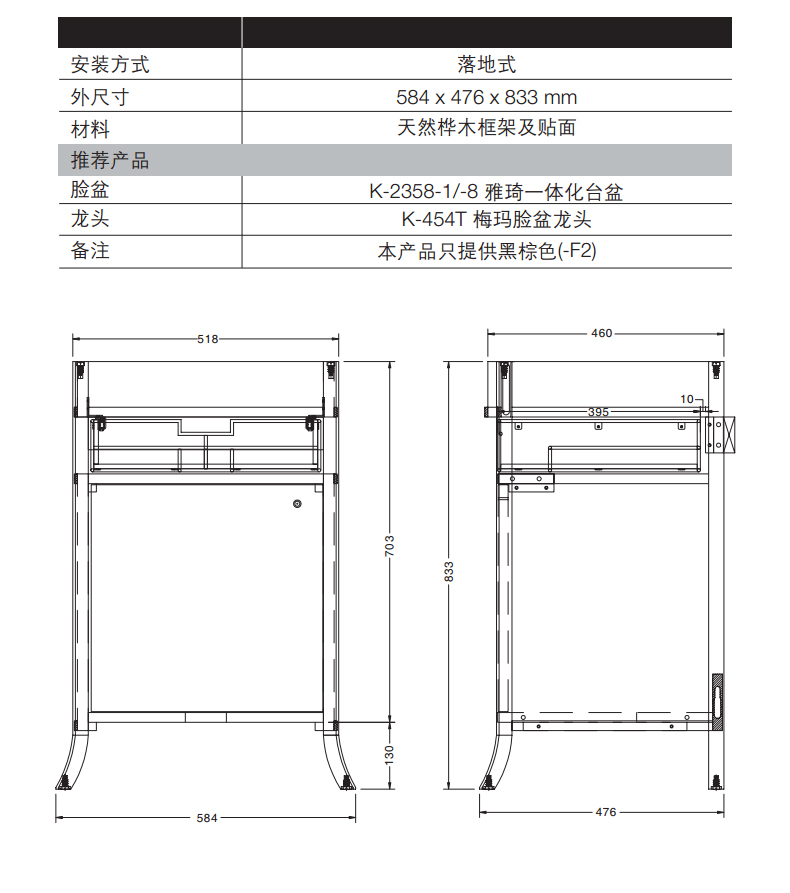 安装方式 落地式
外尺寸 584 x 476 x 833 mm
材料 天然桦木框架及贴面
推荐产品
脸盆 K-2358-1/-8 雅琦一体化台盆
龙头 K-454T 梅玛脸盆龙头
备注 本产品只提供黑棕色(-F2)
518
460
10
395
703
833
130
584
476